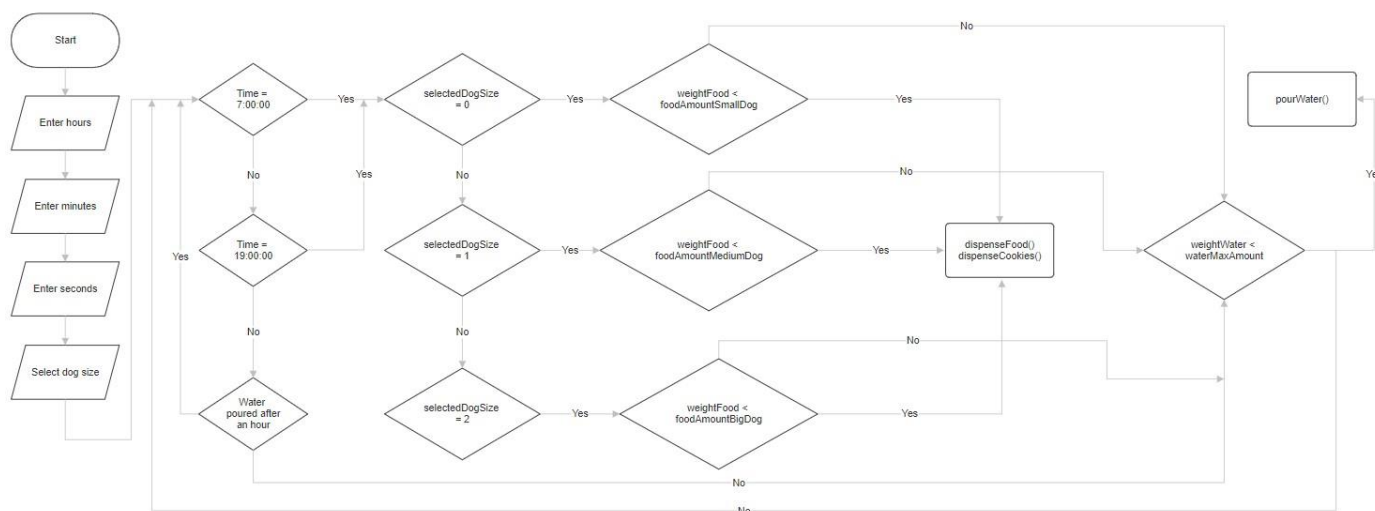 Start
Enter hours
Enter minutes
Enter seconds
Select dog size
Time =
7:00:00
Yes
No
Time =
19:00:00
Yes
Yes
No
Water
poured after
an hour
No
selectedDogSize
= 0
Yes
No
selectedDogSize
= 1
Yes
No
selectedDogSize
= 2
Yes
weightFood <
foodAmountSmallDog
No
Yes
weightFood <
foodAmountMediumDog
No
Yes
weightFood <
foodAmountBigDog
No
Yes
dispenseFood()
dispenseCookies()
weightWater <
waterMaxAmount
No
pourWater()